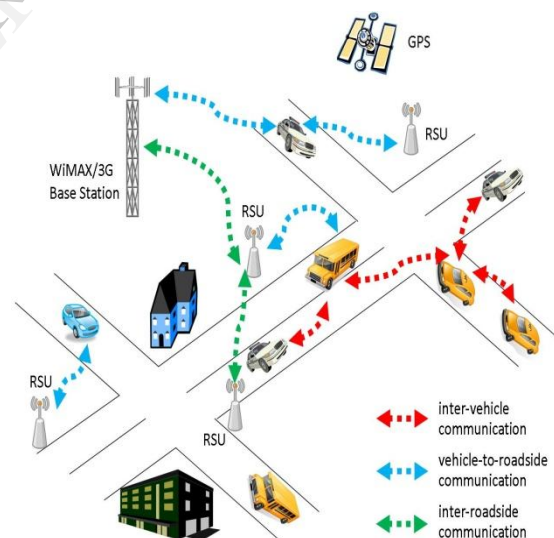 GPS
RSU
WiMAX/3G
Base Station
RSU
RSU
RSU
inter-vehicle
communication
vehicle-to-roadside
communication
inter-roadside
communication